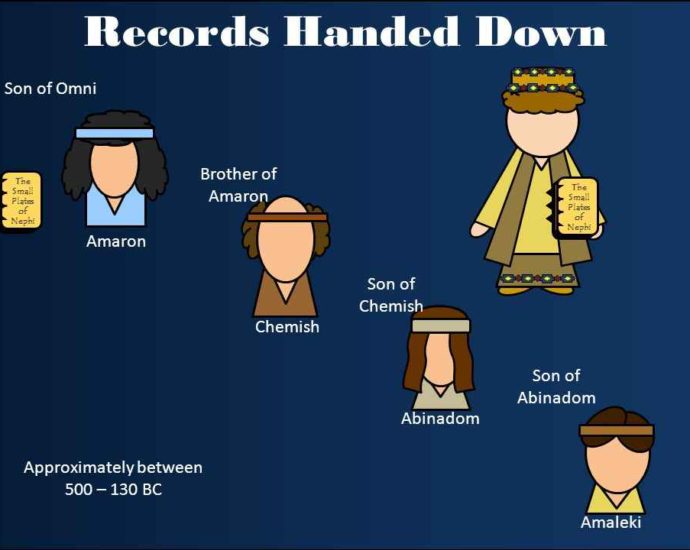 Records Handed Down
Son of Omni
The
Small
Plates
of
Nephi
Amaron
Brother of
Amaron
Chemish
The
Small
Plates
of
Nephi
Son of
Chemish
Abinadom
Son of
Abinadom
Amaleki
Approximately between
500 – 130 BC